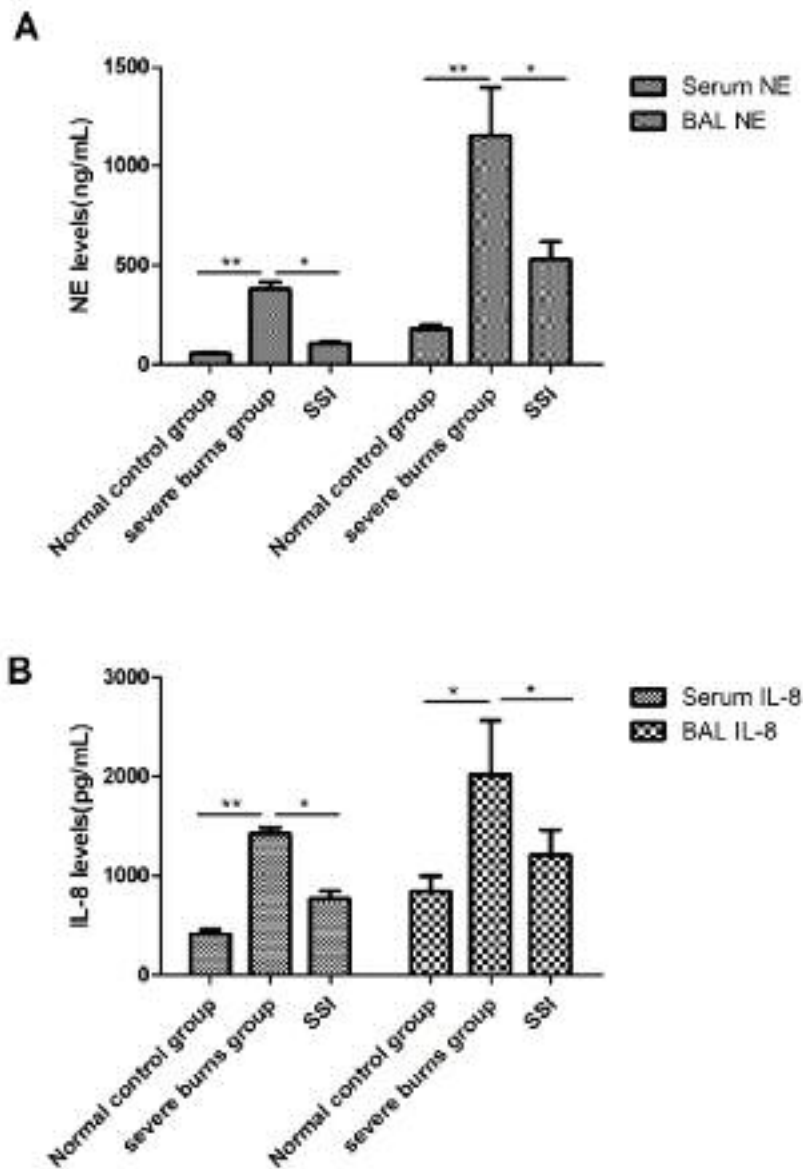 A
NE levels(ng/mL)
1500
1000
500
0
** * ** *
Serum NE
BAL NE
Normal control group
severe burns group
SSI
Normal control group
severe burns group
SSI
B
IL-8 levels(pg/mL)
3000
2000
1000
0
** * * *
Serum IL-8
BAL IL-8
Normal control group
severe burns group
SSI
Normal control group
severe burns group
SSI